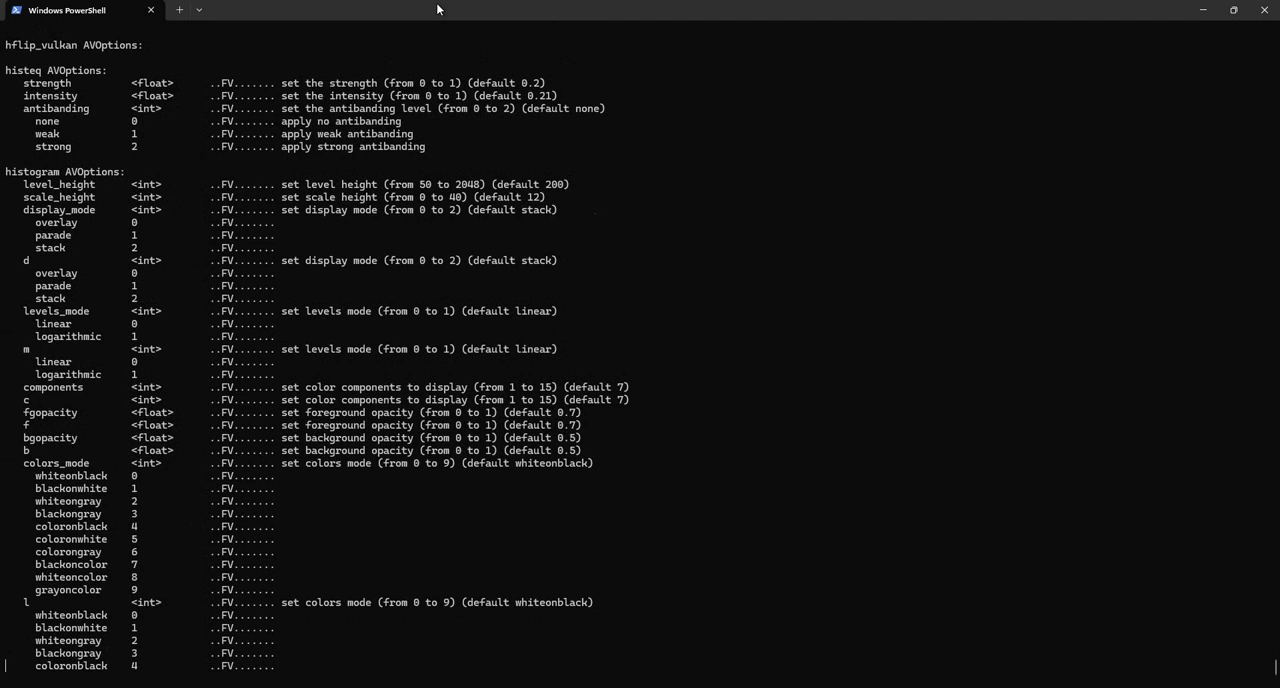 Windows PowerShell
hflip_vulkan AVOptions:
histeq AVOptions:
strength <float> ..FV....... set the strength (from 0 to 1) (default 0.2)
intensity <float> ..FV....... set the intensity (from 0 to 1) (default 0.21)
antibanding <int> ..FV....... set the antibanding level (from 0 to 2) (default none)
none 0 ..FV....... apply no antibanding
weak 1 ..FV....... apply weak antibanding
strong 2 ..FV....... apply strong antibanding
histogram AVOptions:
level_height <int> ..FV....... set level height (from 50 to 2048) (default 200)
scale_height <int> ..FV....... set scale height (from 0 to 40) (default 12)
display_mode <int> ..FV....... set display mode (from 0 to 2) (default stack)
overlay 0 ..FV.......
parade 1 ..FV.......
stack 2 ..FV.......
d <int> ..FV....... set display mode (from 0 to 2) (default stack)
overlay 0 ..FV.......
parade 1 ..FV.......
stack 2 ..FV.......
levels_mode <int> ..FV....... set levels mode (from 0 to 1) (default linear)
linear 0 ..FV.......
logarithmic 1 ..FV.......
m <int> ..FV....... set levels mode (from 0 to 1) (default linear)
linear 0 ..FV.......
logarithmic 1 ..FV.......
components <int> ..FV....... set color components to display (from 1 to 15) (default 7)
c <int> ..FV....... set color components to display (from 1 to 15) (default 7)
fgopacity <float> ..FV....... set foreground opacity (from 0 to 1) (default 0.7)
f <float> ..FV....... set foreground opacity (from 0 to 1) (default 0.7)
bgopacity <float> ..FV....... set background opacity (from 0 to 1) (default 0.5)
b <float> ..FV....... set background opacity (from 0 to 1) (default 0.5)
colors_mode <int> ..FV....... set colors mode (from 0 to 9) (default whiteonblack)
whiteonblack 0 ..FV.......
blackonwhite 1 ..FV.......
whiteongray 2 ..FV.......
blackongray 3 ..FV.......
coloronblack 4 ..FV.......
coloronwhite 5 ..FV.......
colorongray 6 ..FV.......
blackoncolor 7 ..FV.......
whiteoncolor 8 ..FV.......
grayoncolor 9 ..FV.......
l <int> ..FV....... set colors mode (from 0 to 9) (default whiteonblack)
whiteonblack 0 ..FV.......
blackonwhite 1 ..FV.......
whiteongray 2 ..FV.......
blackongray 3 ..FV.......
coloronblack 4 ..FV.......